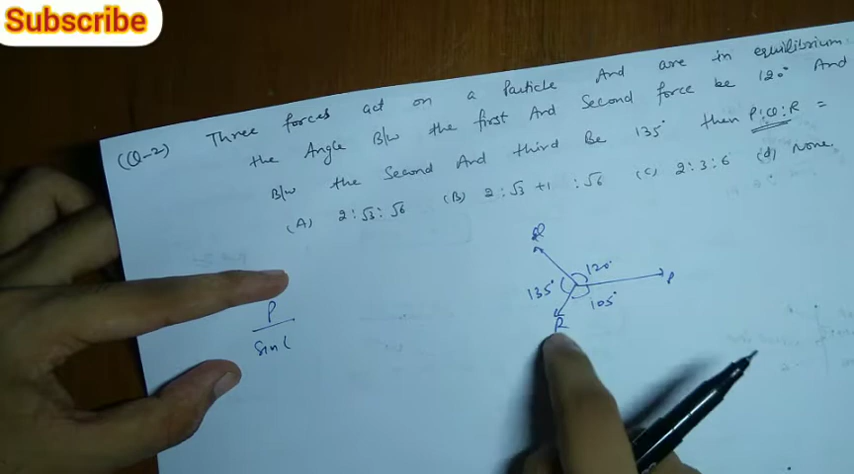 Subscribe
(Q-2) Three forces act on a Particle And are in equilibrium.
the Angle B/w the first And Second force be 120° And
B/w the Second And third Be 135° then P:Q:R =
(A) 2:√3:√6 (B) 2:√3+1 :√6 (C) 2:3:6 (d) None.
Q
120°
P
135°
105°
R
P
Sin(